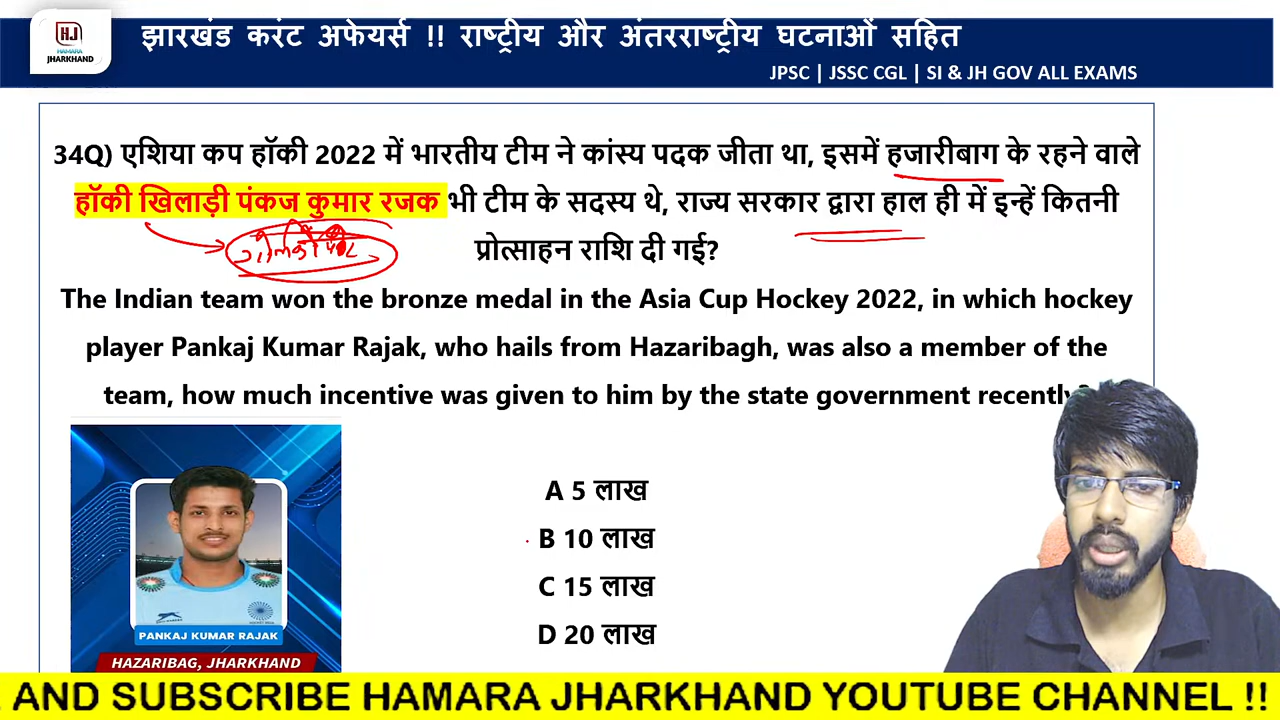 HJ
HAMARA
JHARKHAND
झारखंड करंट अफेयर्स !! राष्ट्रीय और अंतरराष्ट्रीय घटनाओं सहित
JPSC | JSSC CGL | SI & JH GOV ALL EXAMS
34Q) एशिया कप हॉकी 2022 में भारतीय टीम ने कांस्य पदक जीता था, इसमें हजारीबाग के रहने वाले
हॉकी खिलाड़ी पंकज कुमार रजक भी टीम के सदस्य थे, राज्य सरकार द्वारा हाल ही में इन्हें कितनी
प्रोत्साहन राशि दी गई?
The Indian team won the bronze medal in the Asia Cup Hockey 2022, in which hockey
player Pankaj Kumar Rajak, who hails from Hazaribagh, was also a member of the
team, how much incentive was given to him by the state government recently?
A 5 लाख
B 10 लाख
C 15 लाख
D 20 लाख
PANKAJ KUMAR RAJAK
HAZARIBAG, JHARKHAND
AND SUBSCRIBE HAMARA JHARKHAND YOUTUBE CHANNEL !!